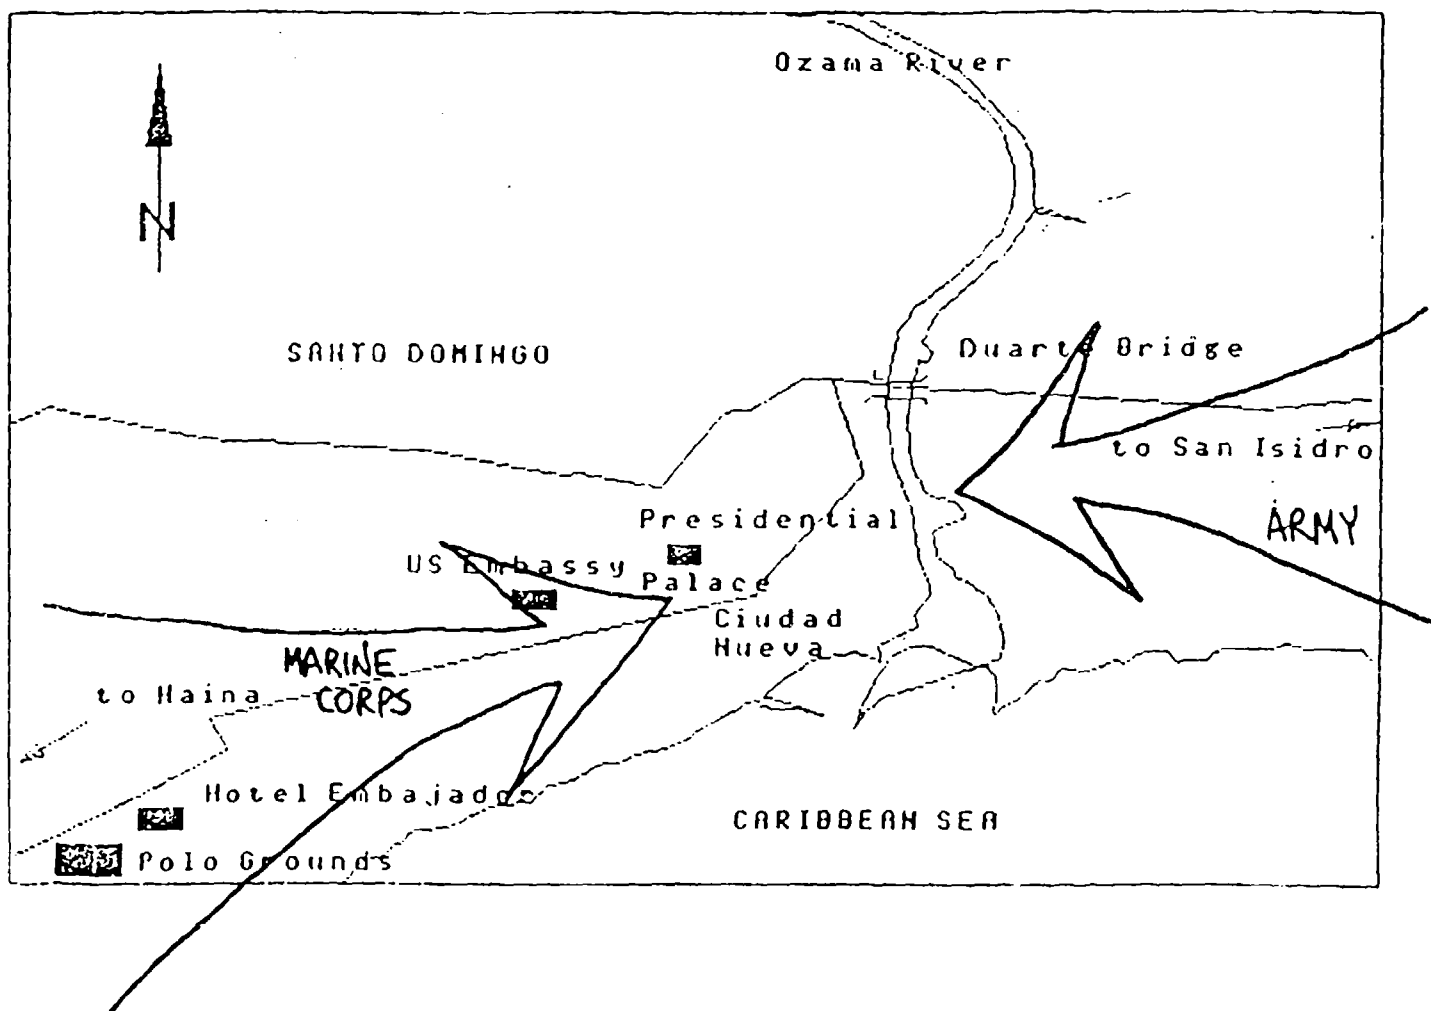 Ozama River
N
SANTO DOMINGO
Duarte Bridge
to San Isidro
ARMY
Presidential
Palace
US Embassy
Ciudad
Nueva
MARINE
CORPS
to Haina
Hotel Embajador
Polo Grounds
CARIBBEAN SEA